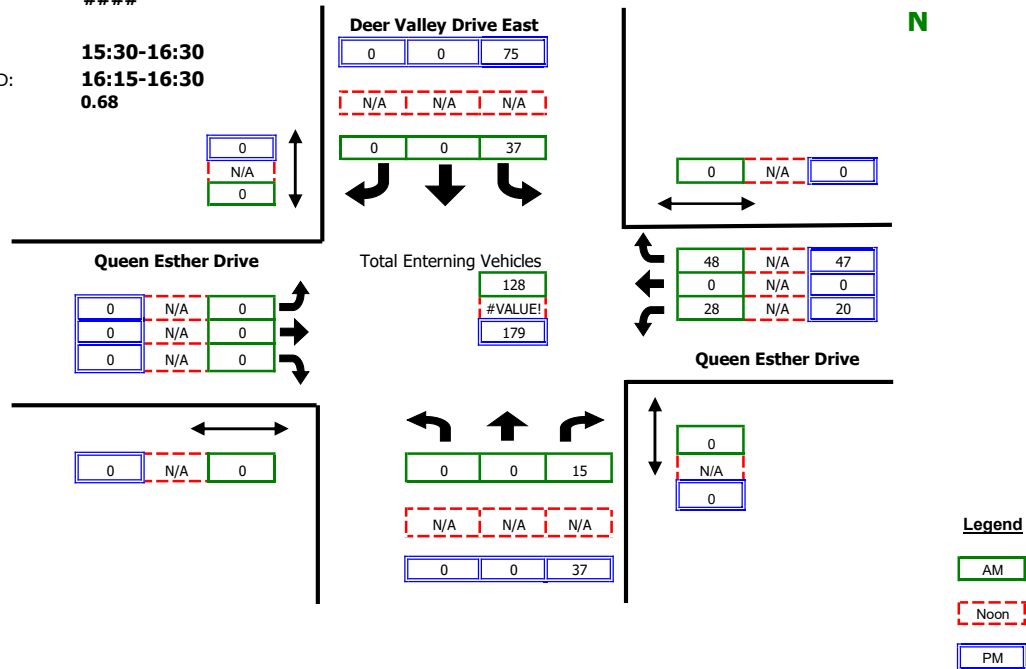 ####
Deer Valley Drive East
N
15:30-16:30
0 0 75
D: 16:15-16:30
0.68
N/A N/A N/A
0
N/A
0
0 0 37
0 N/A 0
Queen Esther Drive
Total Enterning Vehicles
128
#VALUE!
179
48 N/A 47
0 N/A 0
28 N/A 20
0 N/A 0
0 N/A 0
0 N/A 0
Queen Esther Drive
0 N/A 0
0 0 15
N/A N/A N/A
0 0 37
0
N/A
0
Legend
AM
Noon
PM